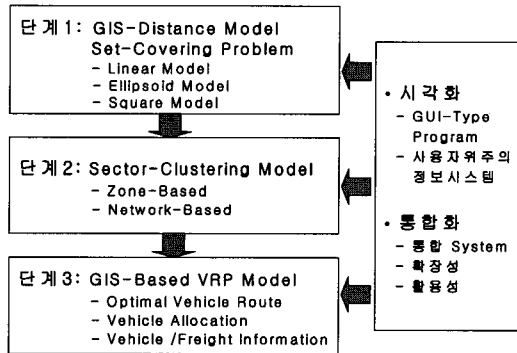 단계1: GIS-Distance Model
Set-Covering Problem
- Linear Model
- Ellipsoid Model
- Square Model
단계2: Sector-Clustering Model
- Zone-Based
- Network-Based
단계3: GIS-Based VRP Model
- Optimal Vehicle Route
- Vehicle Allocation
- Vehicle /Freight Information
• 시각화
- GUI-Type
Program
- 사용자위주의
정보시스템
• 통합화
- 통합 System
- 확장성
- 활용성